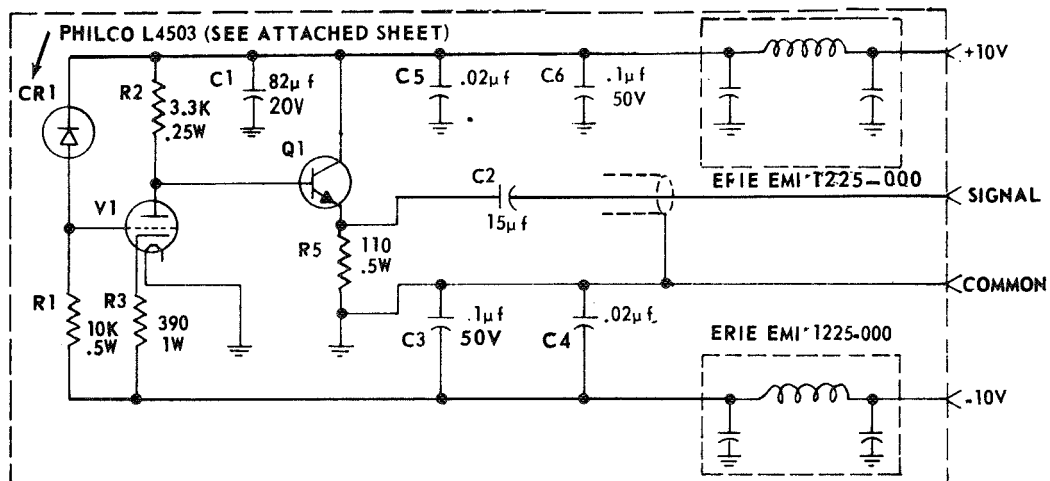 PHILCO L4503 (SEE ATTACHED SHEET)
CR1
R2
3.3K
.25W
C1
82μf
20V
C5
.02μf
C6
.1μf
50V
+10V
Q1
ERIE EMI 1225-000
C2
15μf
SIGNAL
V1
R5
110
.5W
COMMON
R1
10K
.5W
R3
390
1W
C3
.1μf
50V
C4
.02μf
ERIE EMI 1225-000
-10V